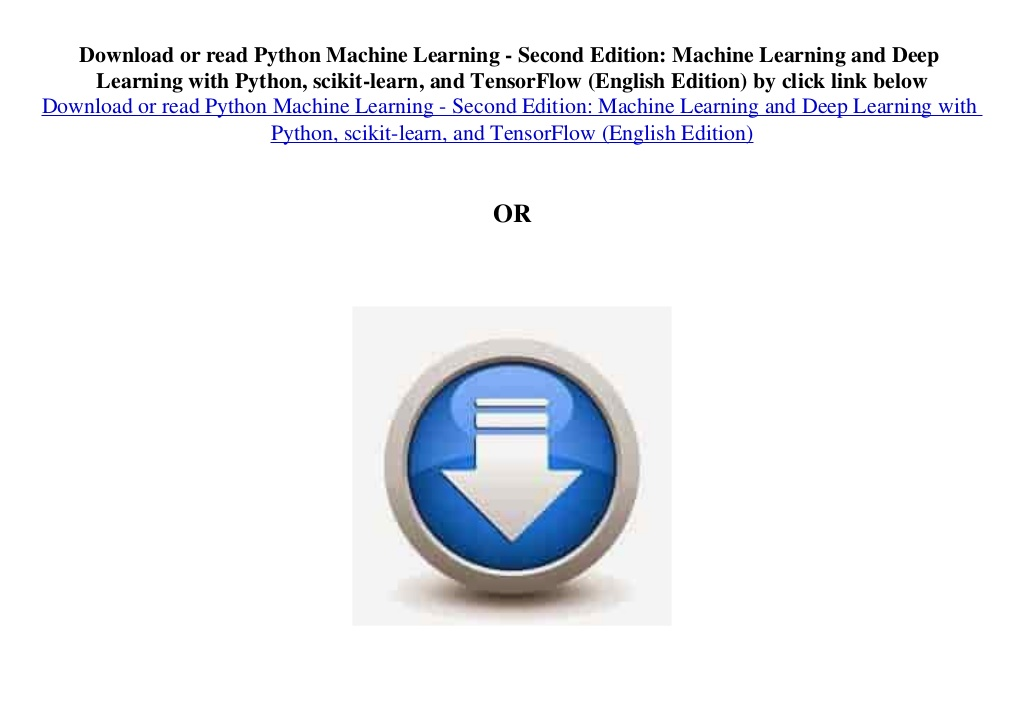 Download or read Python Machine Learning - Second Edition: Machine Learning and Deep
Learning with Python, scikit-learn, and TensorFlow (English Edition) by click link below
Download or read Python Machine Learning - Second Edition: Machine Learning and Deep Learning with
Python, scikit-learn, and TensorFlow (English Edition)
OR